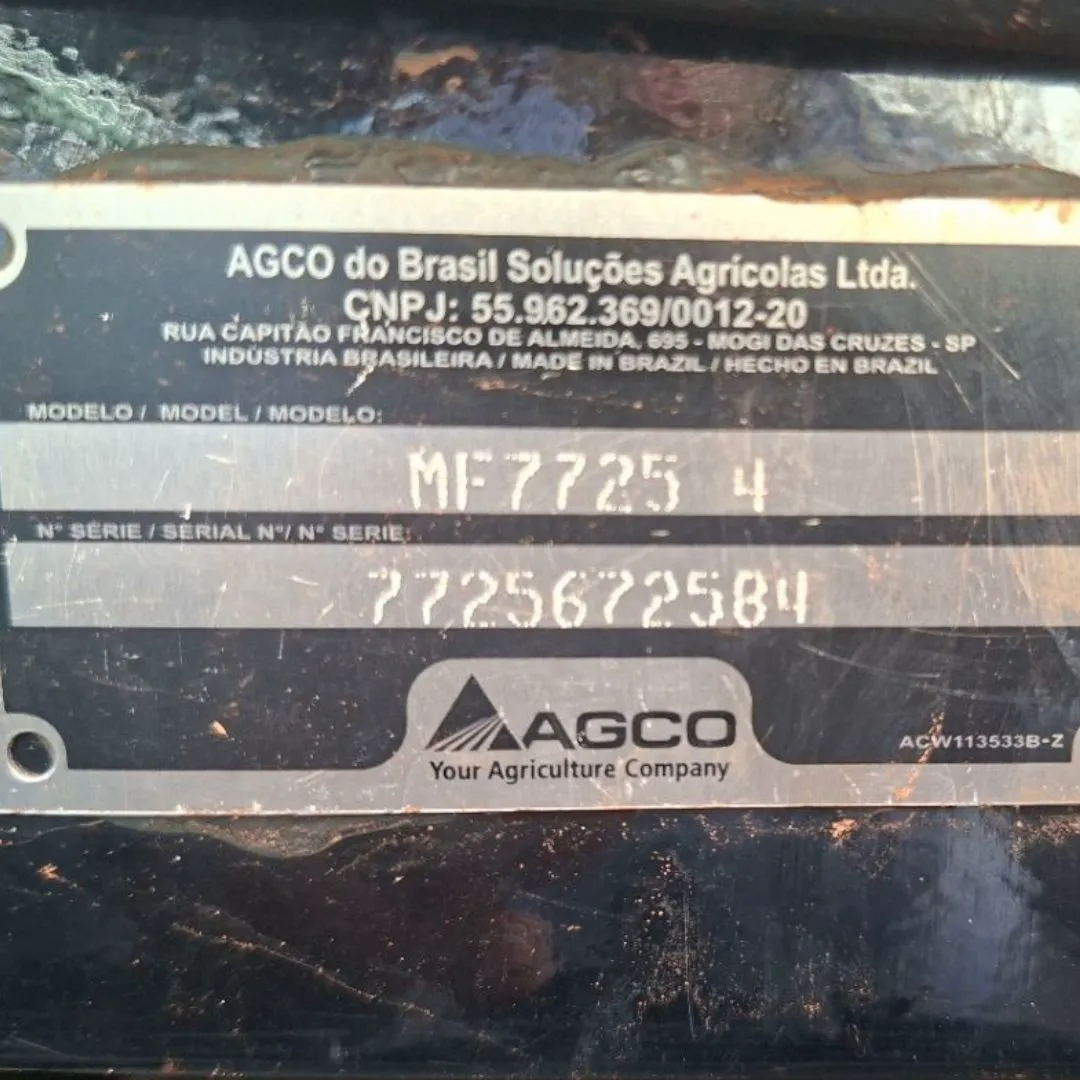 AGCO do Brasil Soluções Agrícolas Ltda.
CNPJ: 55.962.369/0012-20
RUA CAPITÃO FRANCISCO DE ALMEIDA, 695 - MOGI DAS CRUZES - SP
INDÚSTRIA BRASILEIRA / MADE IN BRAZIL / HECHO EN BRAZIL
MODELO / MODEL / MODELO:
MF7725 4
N° SÉRIE / SERIAL N°/ N° SERIE:
7725672584
AGCO
Your Agriculture Company
ACW113533B-Z